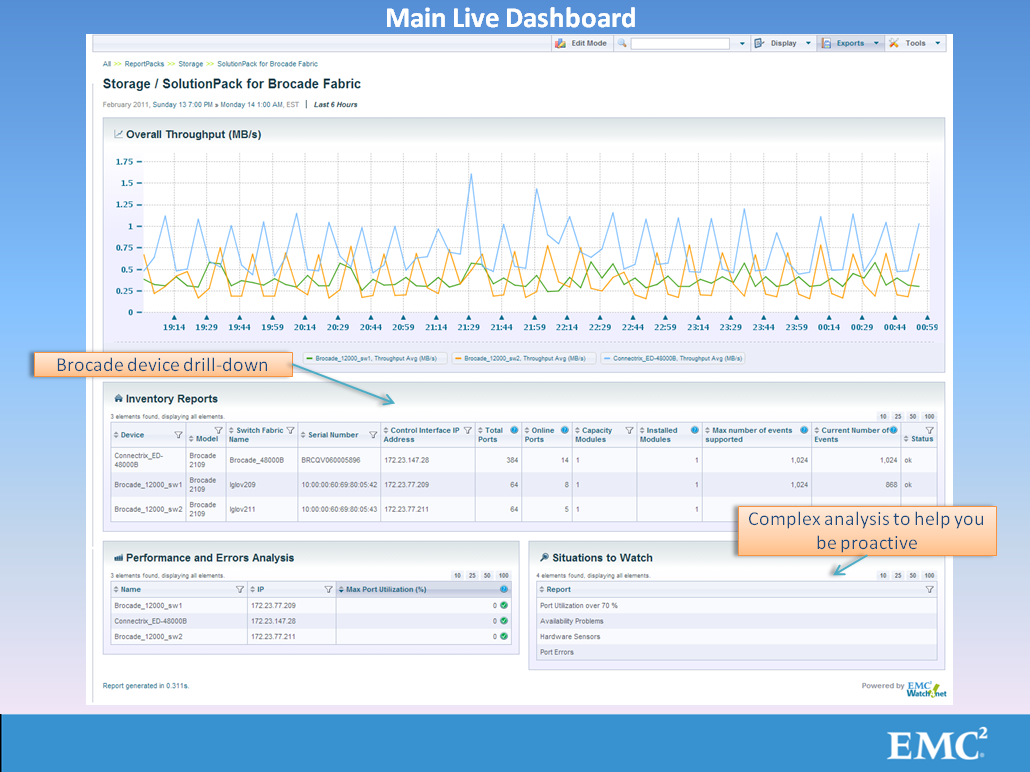 Main Live Dashboard
Edit Mode Display Exports Tools
All >> ReportPacks >> Storage >> SolutionPack for Brocade Fabric
Storage / SolutionPack for Brocade Fabric
February 2011, Sunday 13 7:00 PM » Monday 14 1:00 AM, EST | Last 6 Hours
Overall Throughput (MB/s)
1.75
1.5
1.25
1
0.75
0.5
0.25
0
19:14 19:29 19:44 19:59 20:14 20:29 20:44 20:59 21:14 21:29 21:44 21:59 22:14 22:29 22:44 22:59 23:14 23:29 23:44 23:59 00:14 00:29 00:44 00:59
Brocade_12000_sw1, Throughput Avg (MB/s) Brocade_12000_sw2, Throughput Avg (MB/s) Connectrix_ED-48000B, Throughput Avg (MB/s)
Brocade device drill-down
Inventory Reports
3 elements found, displaying all elements. 10 25 50 100
Device Model Switch Fabric Name Serial Number Control Interface IP Address Total Ports Online Ports Capacity Modules Installed Modules Max number of events supported Current Number of Events Status
Connectrix_ED-48000B Brocade 2109 Brocade_48000B BRCQV060005896 172.23.147.28 384 14 1 1 1,024 1,024 ok
Brocade_12000_sw1 Brocade 2109 lglov209 10:00:00:60:69:80:05:42 172.23.77.209 64 8 1 1 1,024 868 ok
Brocade_12000_sw2 Brocade 2109 lglov211 10:00:00:60:69:80:05:43 172.23.77.211 64 5 1 1
Complex analysis to help you
be proactive
Performance and Errors Analysis
3 elements found, displaying all elements. 10 25 50 100
Name IP Max Port Utilization (%)
Brocade_12000_sw1 172.23.77.209 0
Connectrix_ED-48000B 172.23.147.28 0
Brocade_12000_sw2 172.23.77.211 0
Situations to Watch
4 elements found, displaying all elements. 10 25 50 100
Report
Port Utilization over 70 %
Availability Problems
Hardware Sensors
Port Errors
Report generated in 0.311s.
Powered by EMC² Watch4net
EMC²